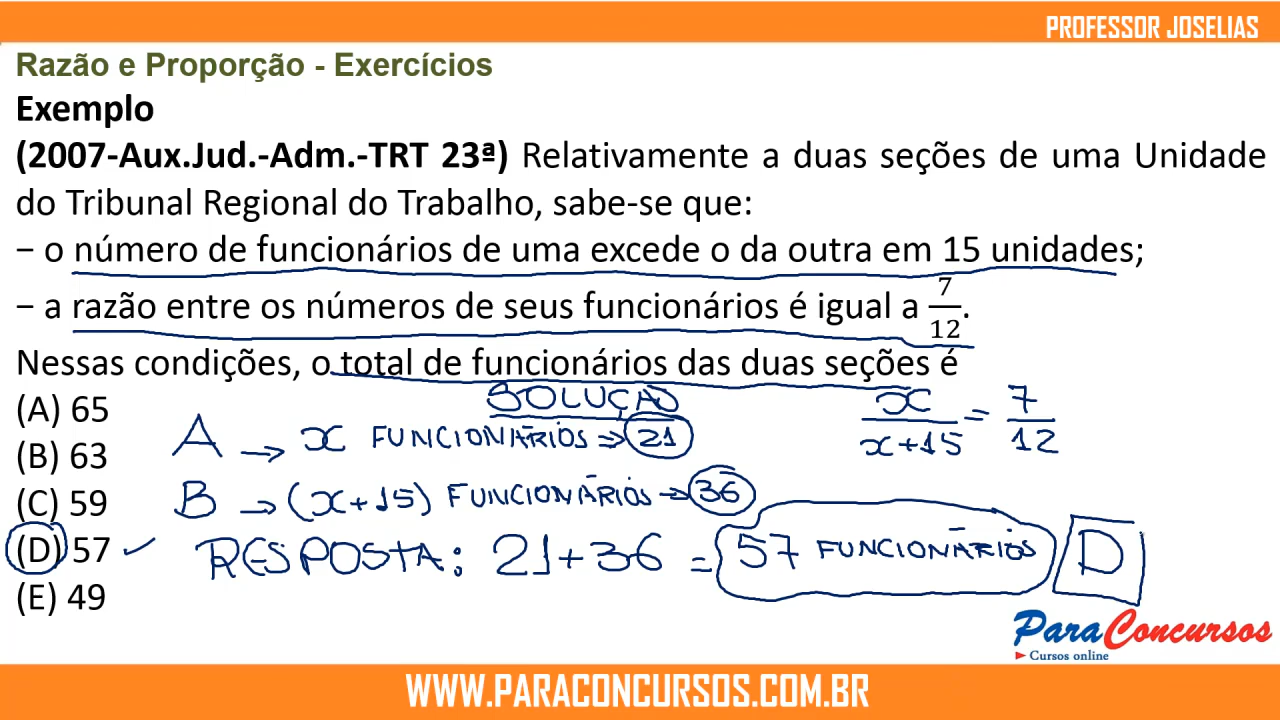 PROFESSOR JOSELIAS
Razão e Proporção - Exercícios
Exemplo
(2007-Aux.Jud.-Adm.-TRT 23ª) Relativamente a duas seções de uma Unidade
do Tribunal Regional do Trabalho, sabe-se que:
− o número de funcionários de uma excede o da outra em 15 unidades;
− a razão entre os números de seus funcionários é igual a 7/12.
Nessas condições, o total de funcionários das duas seções é
(A) 65
(B) 63
(C) 59
(D) 57 ✓
(E) 49
SOLUÇÃO
A → x FUNCIONÁRIOS ⇒ 21
B → (x+15) FUNCIONÁRIOS → 36
x/(x+15) = 7/12
RESPOSTA: 21+36 = 57 FUNCIONÁRIOS D
ParaConcursos
Cursos online
WWW.PARACONCURSOS.COM.BR